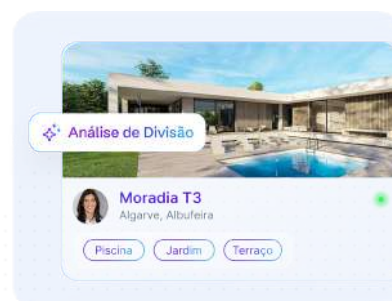 Análise de Divisão
Moradia T3
Algarve, Albufeira
Piscina
Jardim
Terraço